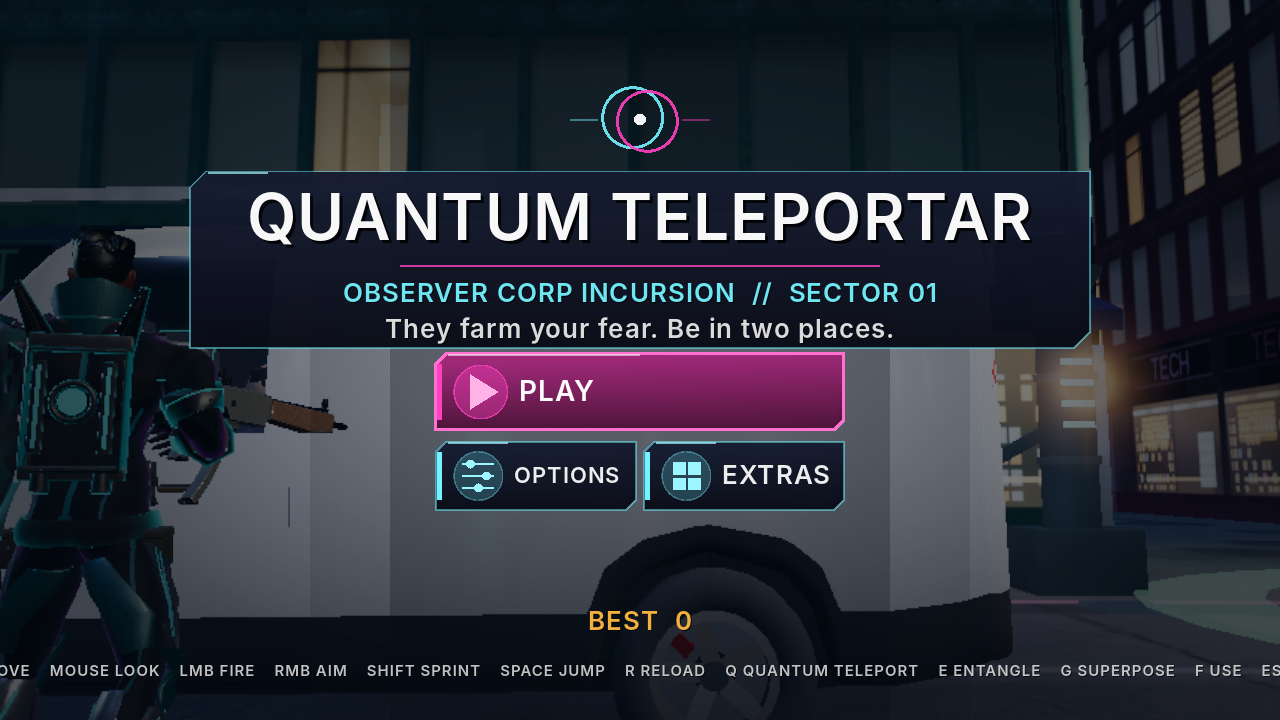 QUANTUM TELEPORTAR
OBSERVER CORP INCURSION // SECTOR 01
They farm your fear. Be in two places.
PLAY
OPTIONS EXTRAS
TECH
BEST 0
OVE MOUSE LOOK LMB FIRE RMB AIM SHIFT SPRINT SPACE JUMP R RELOAD Q QUANTUM TELEPORT E ENTANGLE G SUPERPOSE F USE ES